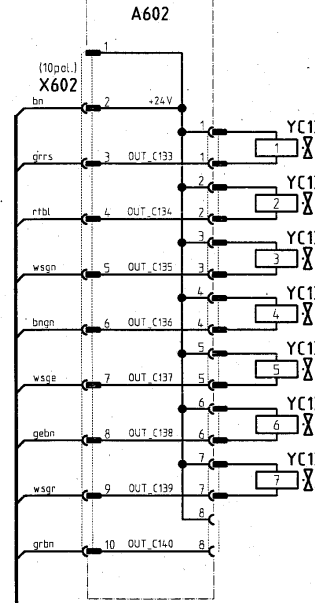 A602
1
(10pol.)
X602
bn 2 +24V
1 YC1
grrs 3 OUT_C133 1 1
2 YC1
rtbl 4 OUT_C134 2 2
3 YC1
wsgn 5 OUT_C135 3 3
4 YC1
bngn 6 OUT_C136 4 4
5 YC1
wsge 7 OUT_C137 5 5
6 YC1
gebn 8 OUT_C138 6 6
7 YC1
wsgr 9 OUT_C139 7 7
8
grbn 10 OUT_C140 8